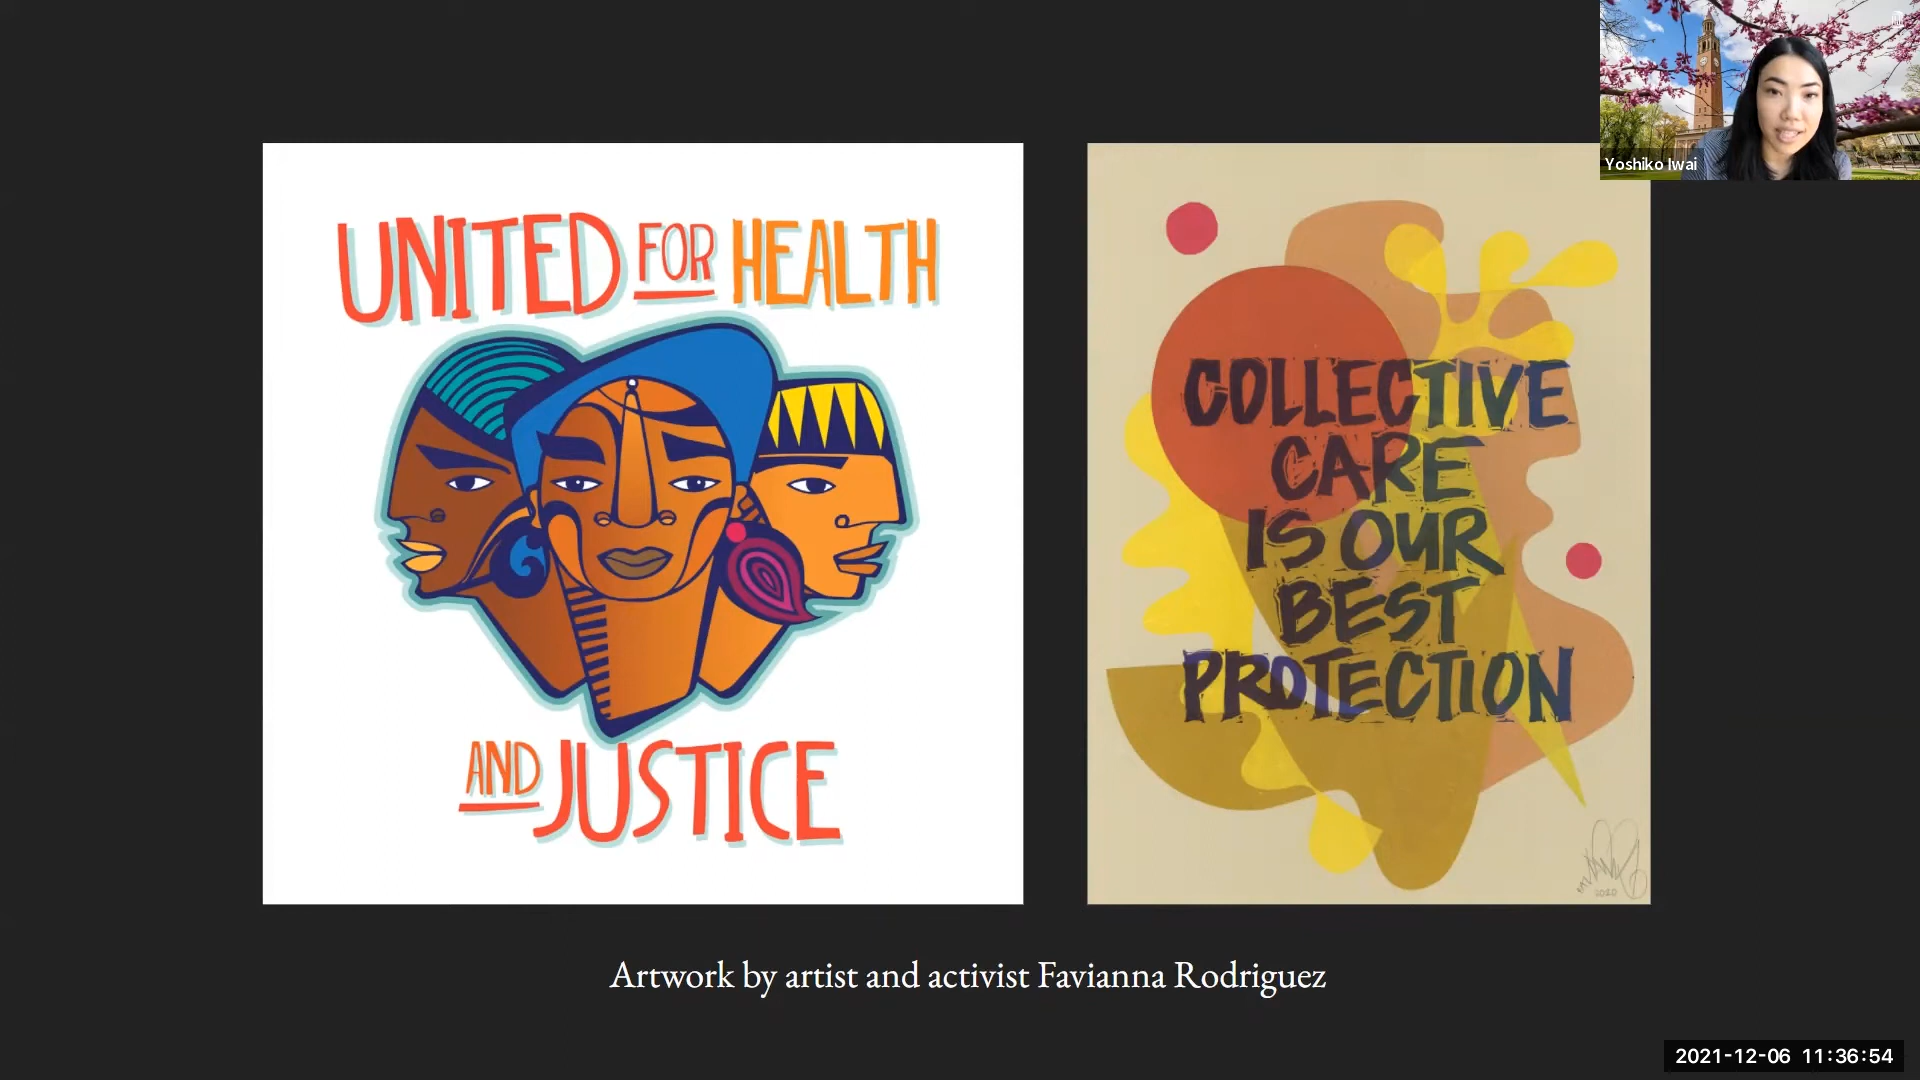 UNITED FOR HEALTH
AND JUSTICE
COLLECTIVE
CARE
IS OUR
BEST
PROTECTION
2020
Artwork by artist and activist Favianna Rodriguez
Yoshiko Iwai
2021-12-06 11:36:54